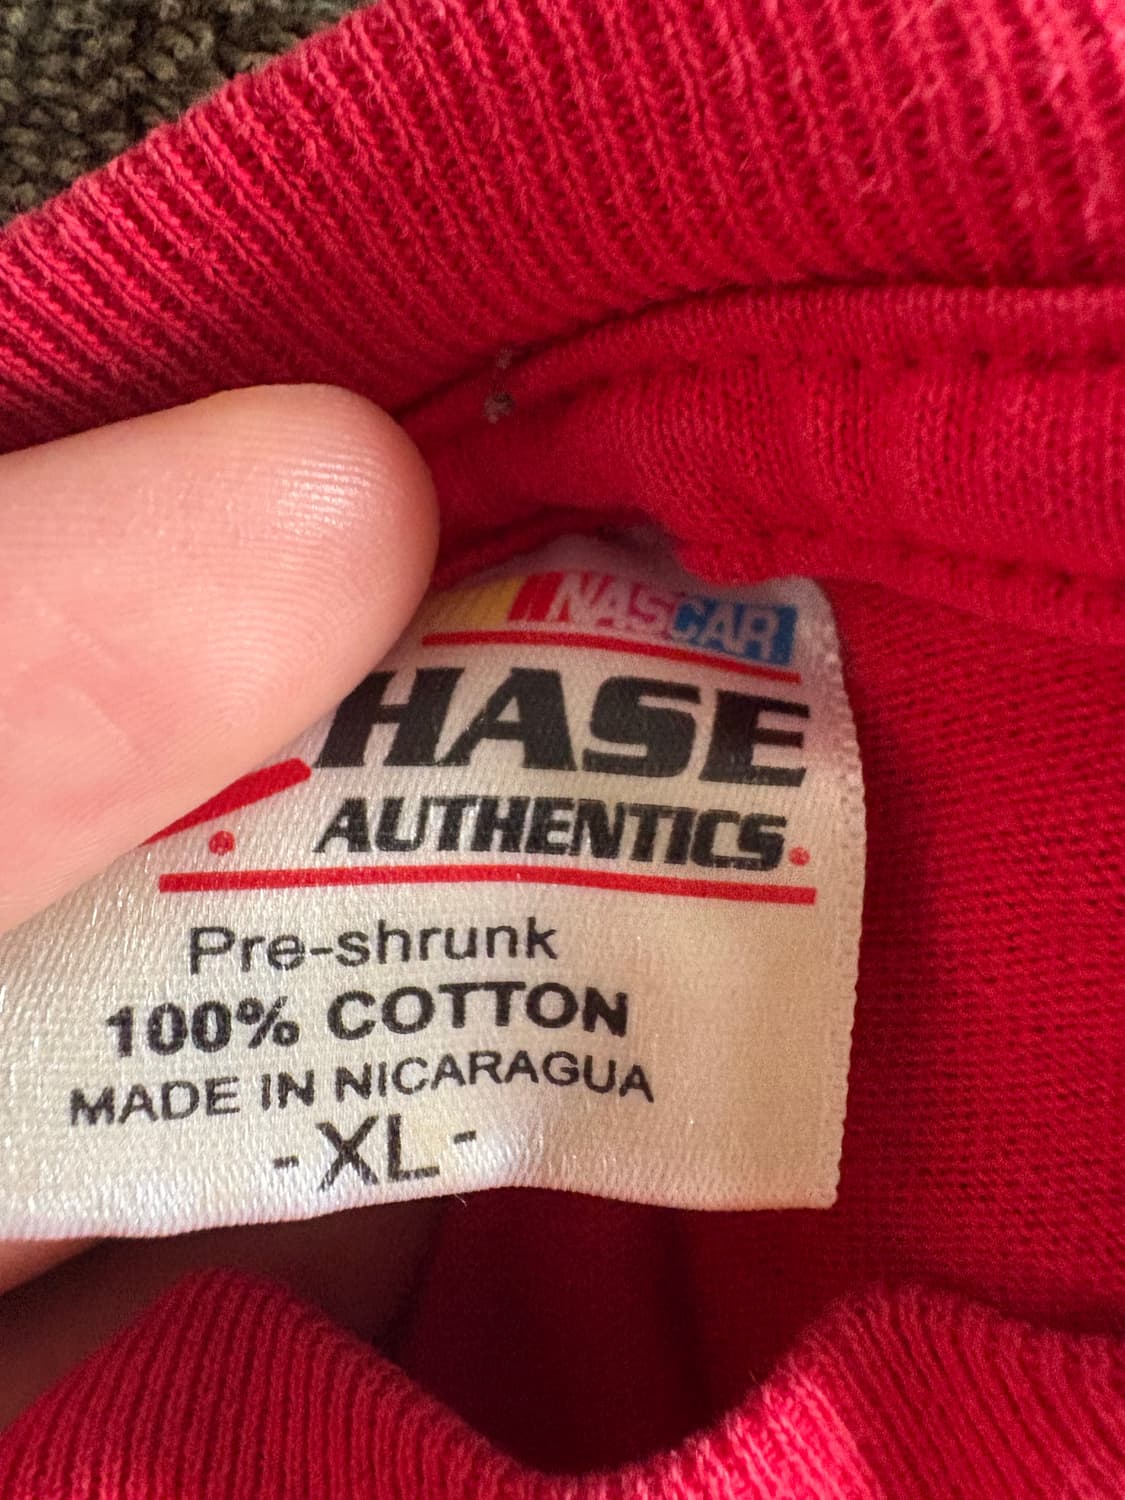 NASCAR
HASE
AUTHENTICS
Pre-shrunk
100% COTTON
MADE IN NICARAGUA
-XL-